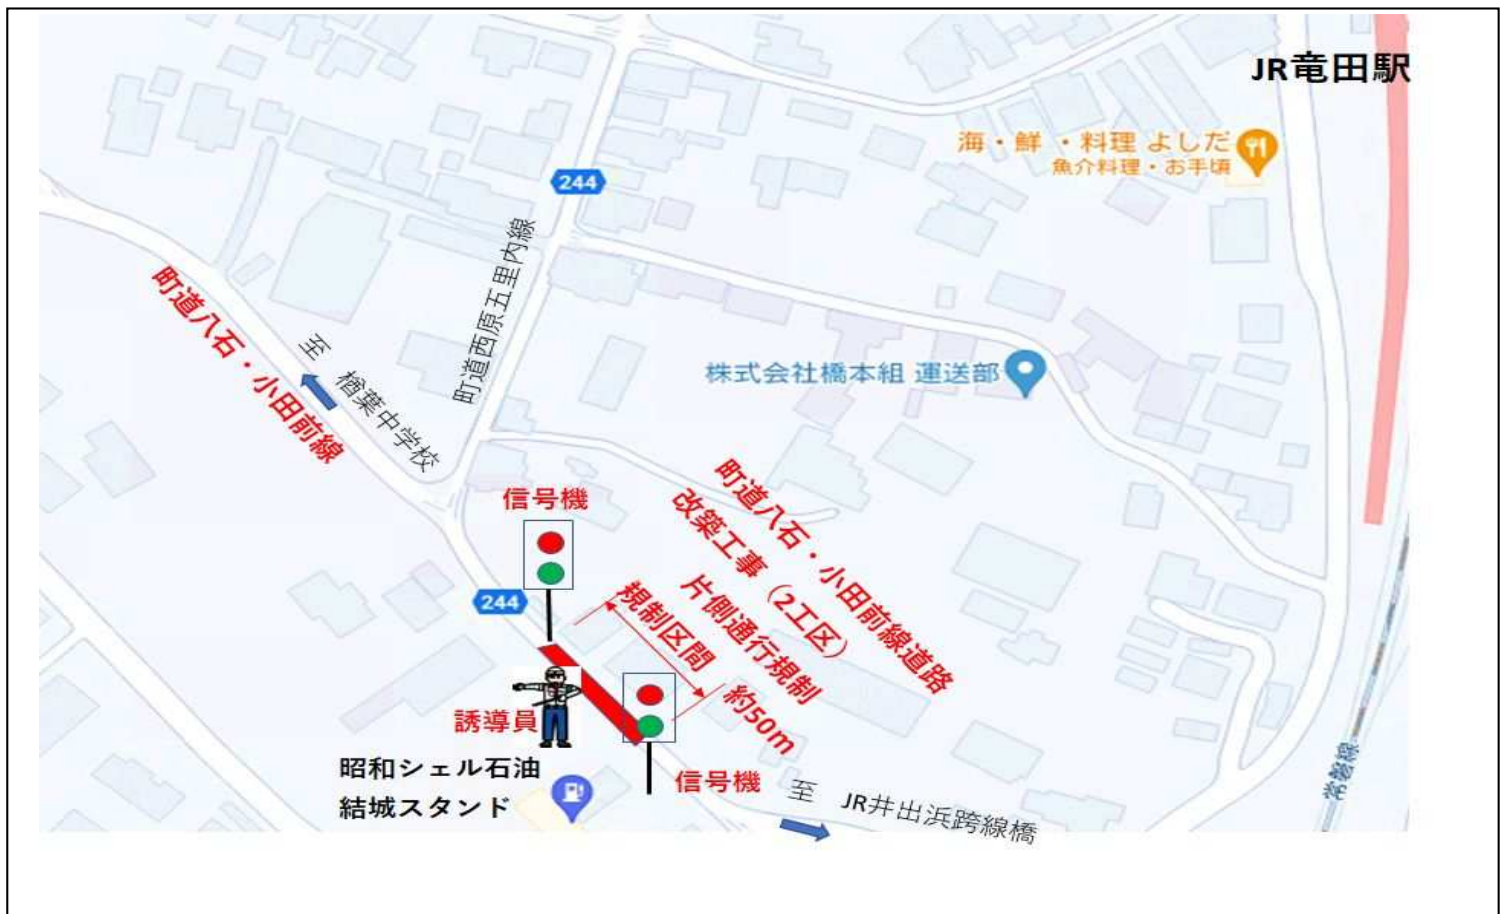 JR竜田駅
海・鮮・料理 よしだ
魚介料理・お手頃
244
町道西原五里内線
町道八石・小田前線
至 楢葉中学校
株式会社橋本組 運送部
信号機
244
町道八石・小田前線道路
改築工事（2工区）
片側通行規制
規制区間
約50m
誘導員
信号機
昭和シェル石油
結城スタンド
至 JR井出浜跨線橋
常磐線